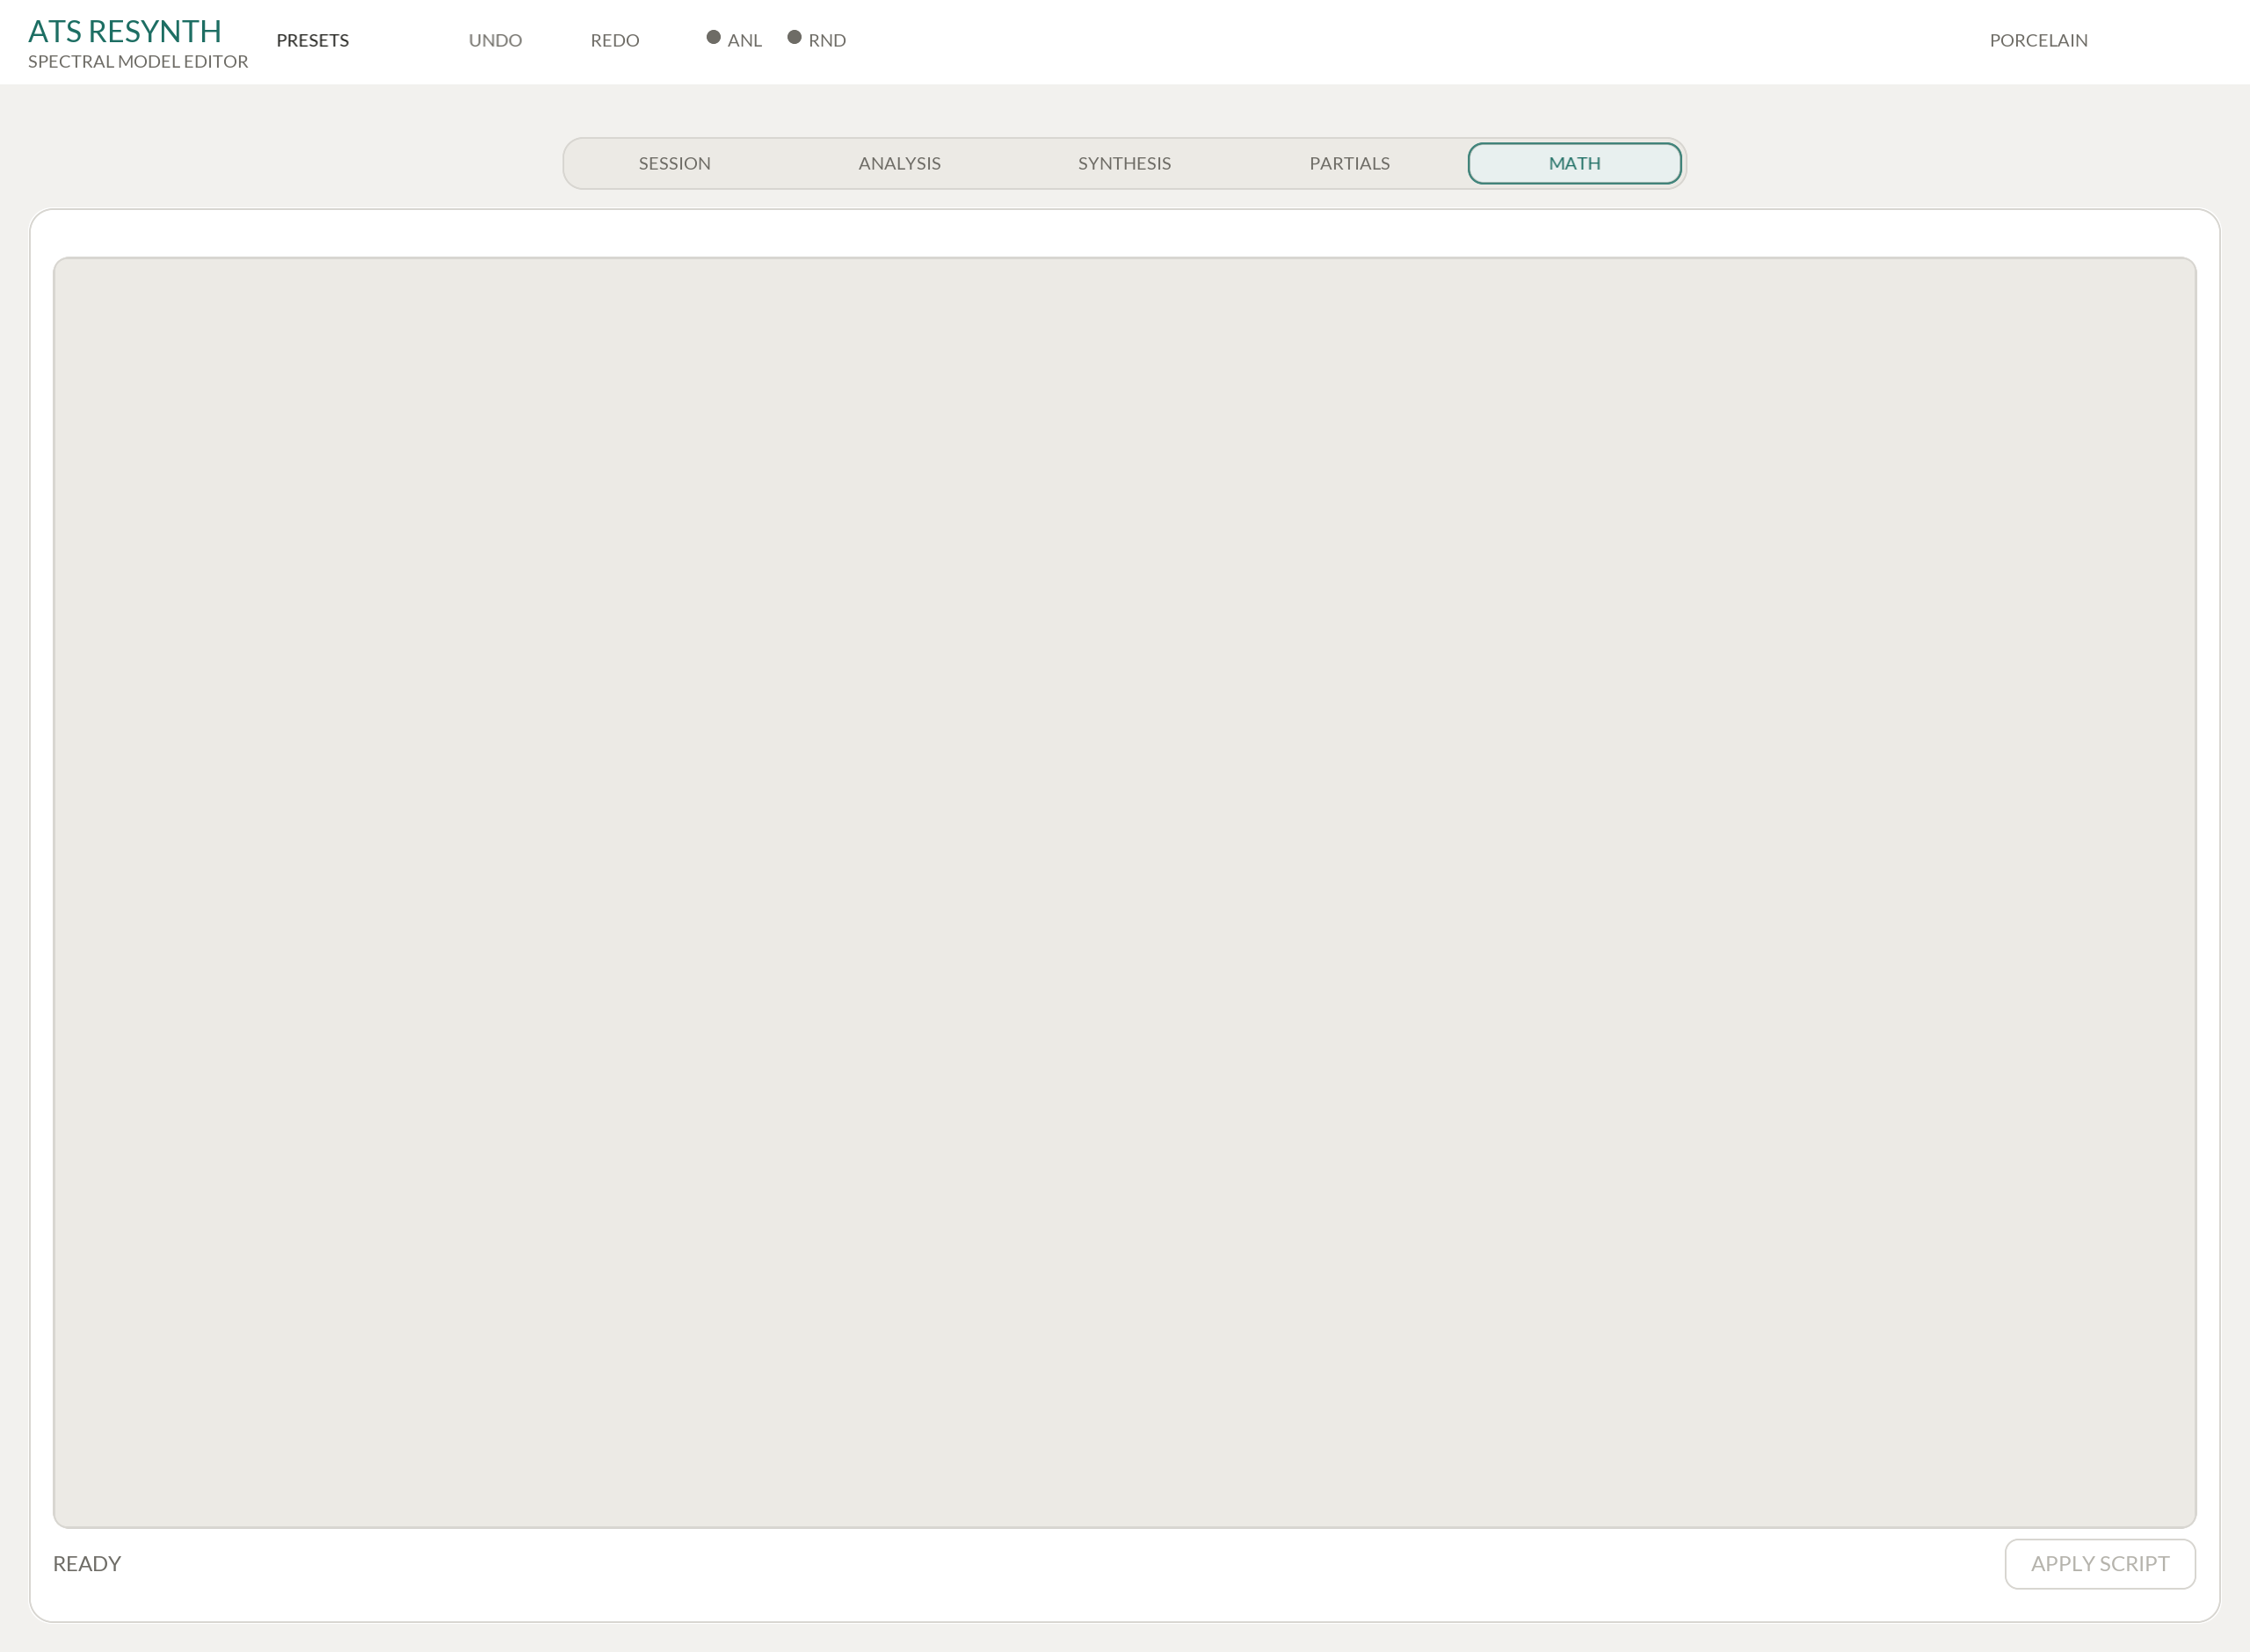 ATS RESYNTH
SPECTRAL MODEL EDITOR
PRESETS
UNDO
REDO
ANL
RND
PORCELAIN
SESSION
ANALYSIS
SYNTHESIS
PARTIALS
MATH
READY
APPLY SCRIPT